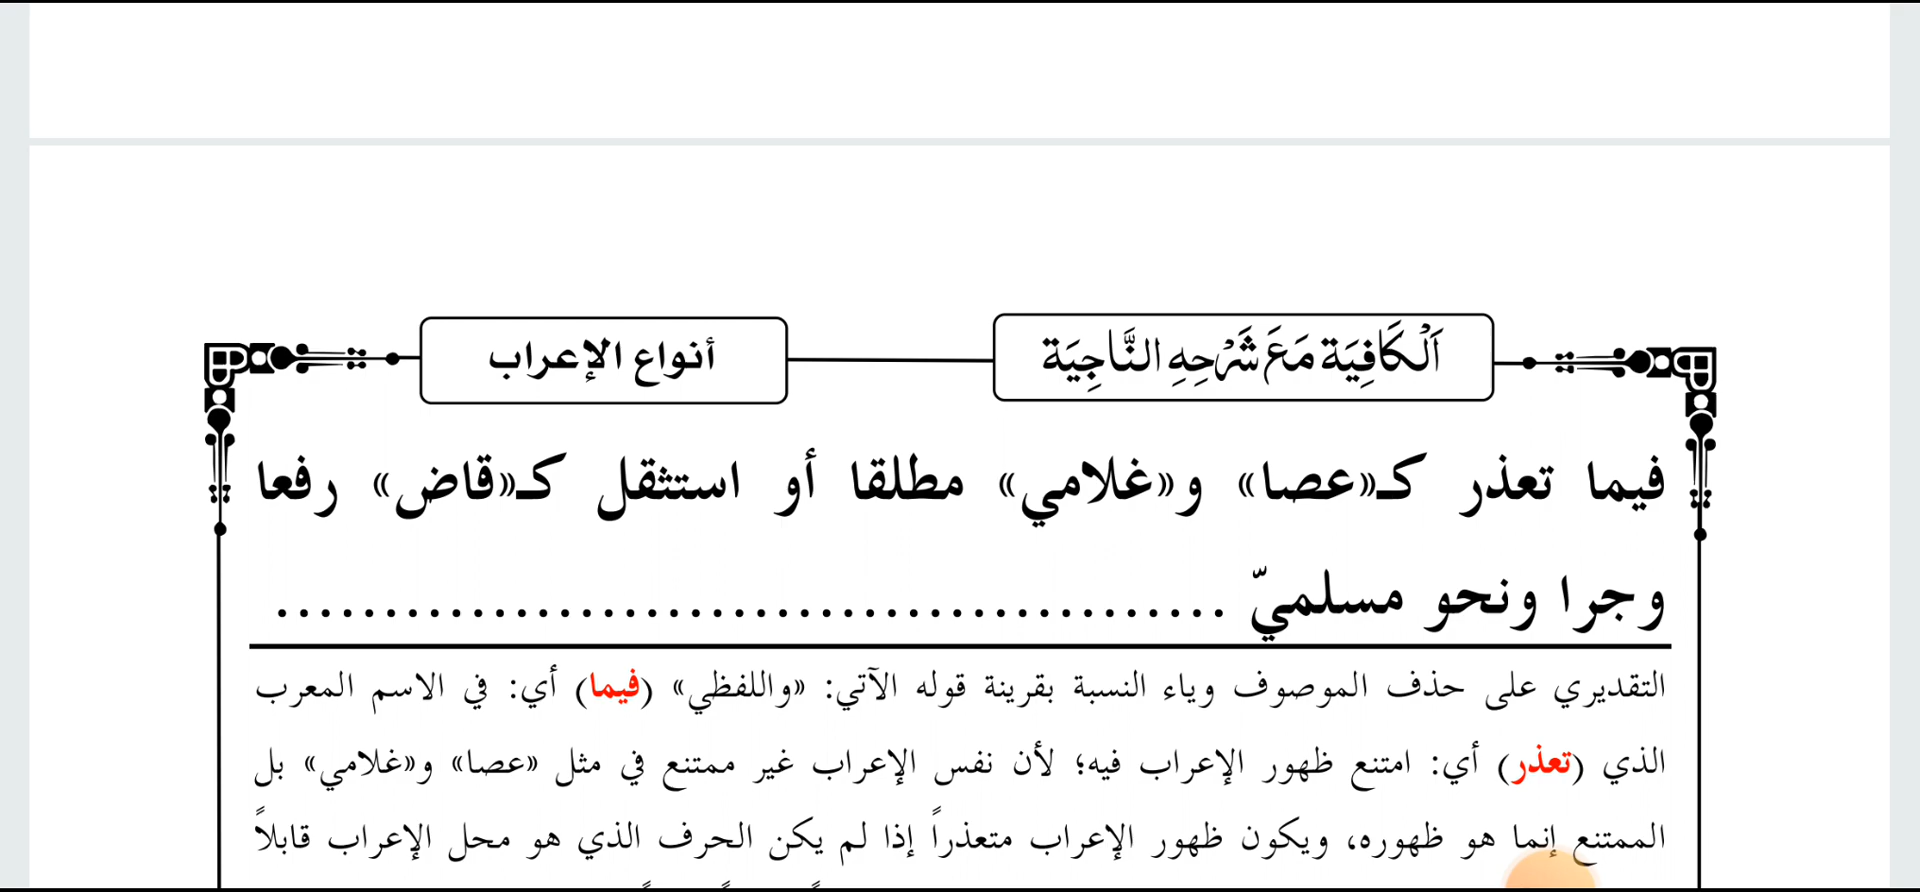 اَلْكَافِيَة مَعَ شَرْحِهِ النَّاجِيَة
أنواع الإعراب
فيما تعذر كـ«عصا» و«غلامي» مطلقا أو استثقل كـ«قاض» رفعا
وجرا ونحو مسلميّ ............................................
التقديري على حذف الموصوف وياء النسبة بقرينة قوله الآتي: «واللفظي» (فيما) أي: في الاسم المعرب
الذي (تعذر) أي: امتنع ظهور الإعراب فيه؛ لأن نفس الإعراب غير ممتنع في مثل «عصا» و«غلامي» بل
الممتنع إنما هو ظهوره، ويكون ظهور الإعراب متعذراً إذا لم يكن الحرف الذي هو محل الإعراب قابلاً